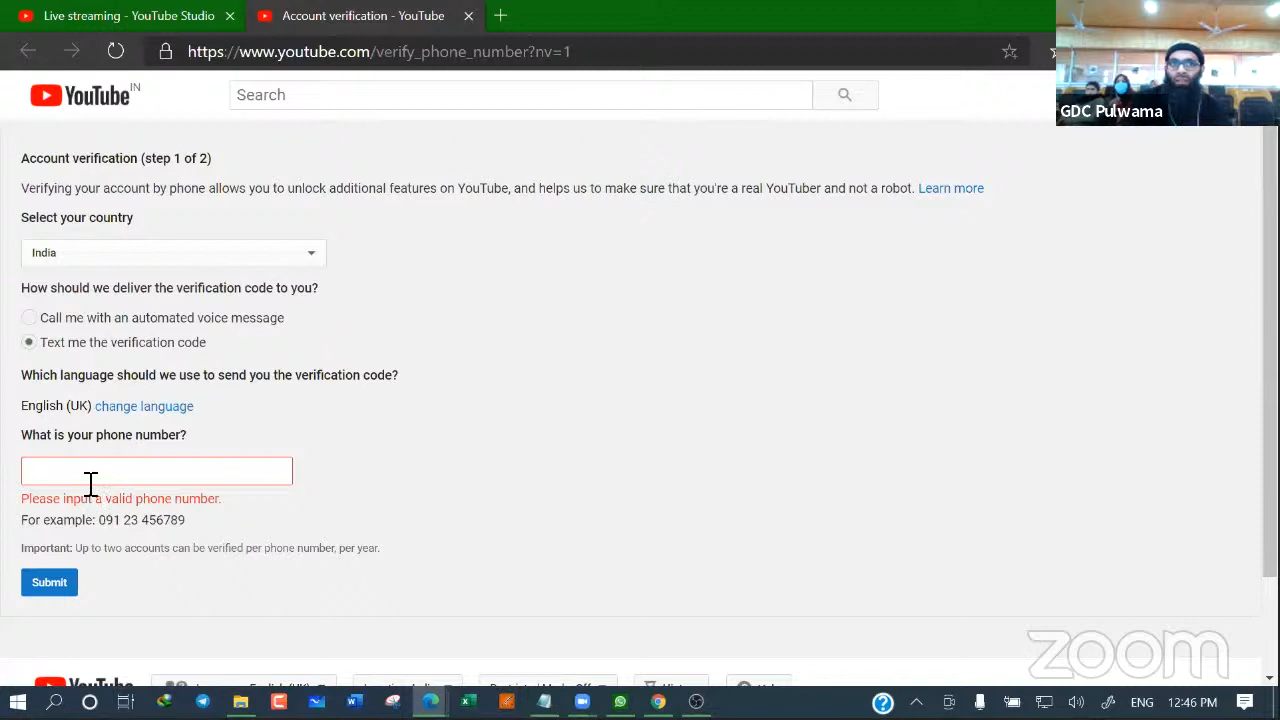 Live streaming - YouTube Studio
Account verification - YouTube
https://www.youtube.com/verify_phone_number?nv=1
YouTube IN
Search
GDC Pulwama
Account verification (step 1 of 2)
Verifying your account by phone allows you to unlock additional features on YouTube, and helps us to make sure that you're a real YouTuber and not a robot. Learn more
Select your country
India
How should we deliver the verification code to you?
Call me with an automated voice message
Text me the verification code
Which language should we use to send you the verification code?
English (UK) change language
What is your phone number?
Please input a valid phone number.
For example: 091 23 456789
Important: Up to two accounts can be verified per phone number, per year.
Submit
zoom
ENG
12:46 PM